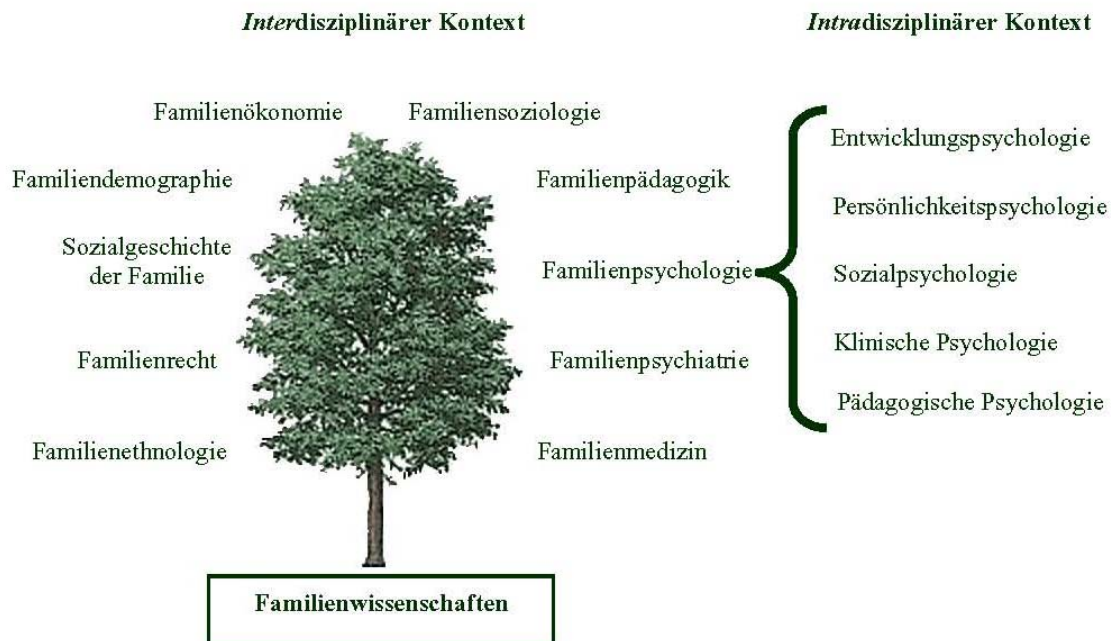 Interdisziplinärer Kontext
Intradisziplinärer Kontext
Familienökonomie
Familiensoziologie
Familiendemographie
Familienpädagogik
Sozialgeschichte
der Familie
Familienpsychologie
Familienrecht
Familienpsychiatrie
Familienethnologie
Familienmedizin
Entwicklungspsychologie
Persönlichkeitspsychologie
Sozialpsychologie
Klinische Psychologie
Pädagogische Psychologie
Familienwissenschaften